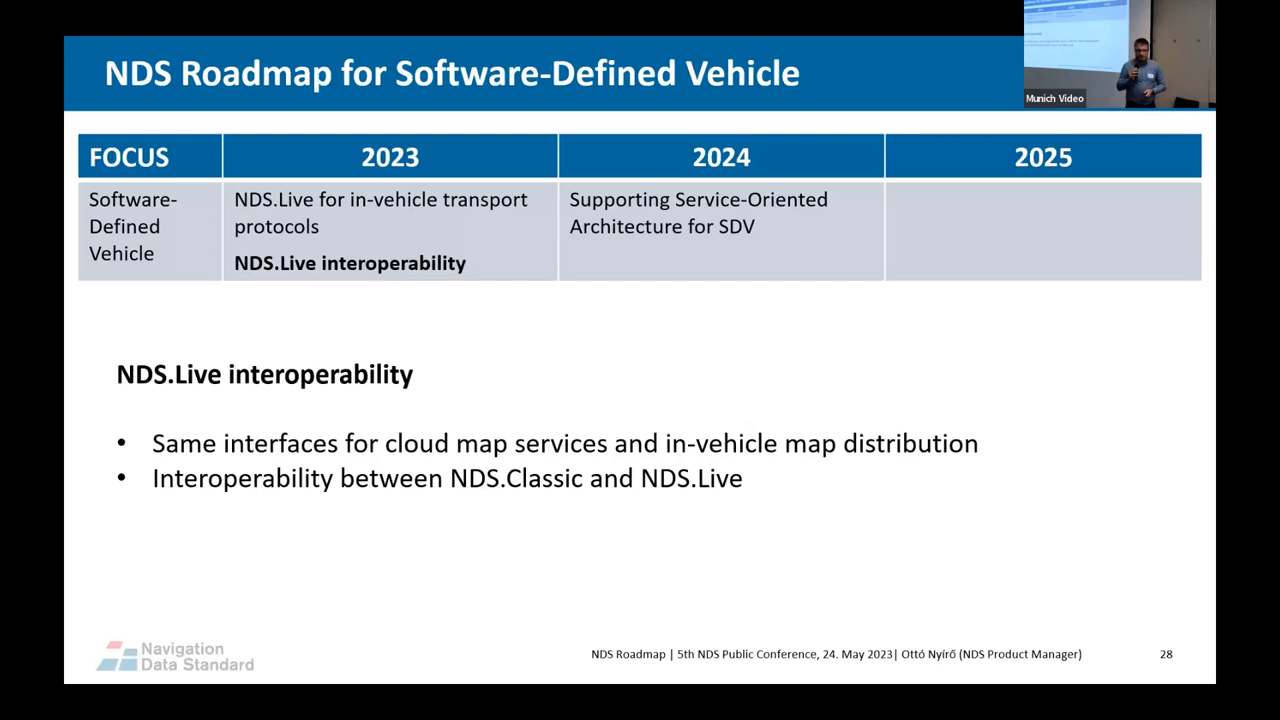 NDS Roadmap for Software-Defined Vehicle
Munich Video
FOCUS
2023
2024
2025
Software-
Defined
Vehicle
NDS.Live for in-vehicle transport
protocols
NDS.Live interoperability
Supporting Service-Oriented
Architecture for SDV
NDS.Live interoperability
• Same interfaces for cloud map services and in-vehicle map distribution
• Interoperability between NDS.Classic and NDS.Live
Navigation
Data Standard
NDS Roadmap | 5th NDS Public Conference, 24. May 2023| Ottó Nyírő (NDS Product Manager)
28